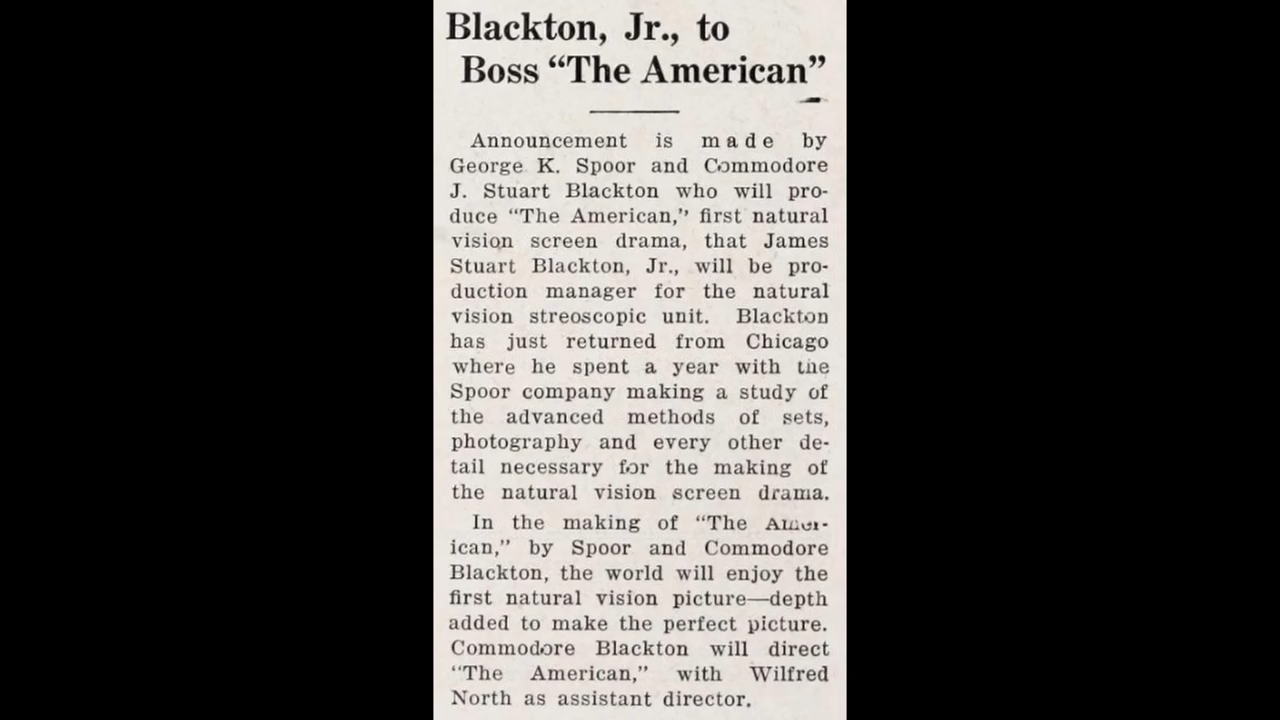 Blackton, Jr., to
Boss “The American”
Announcement is made by
George K. Spoor and Commodore
J. Stuart Blackton who will pro-
duce “The American,” first natural
vision screen drama, that James
Stuart Blackton, Jr., will be pro-
duction manager for the natural
vision streoscopic unit. Blackton
has just returned from Chicago
where he spent a year with the
Spoor company making a study of
the advanced methods of sets,
photography and every other de-
tail necessary for the making of
the natural vision screen drama.
In the making of “The Amer-
ican,” by Spoor and Commodore
Blackton, the world will enjoy the
first natural vision picture—depth
added to make the perfect picture.
Commodore Blackton will direct
“The American,” with Wilfred
North as assistant director.